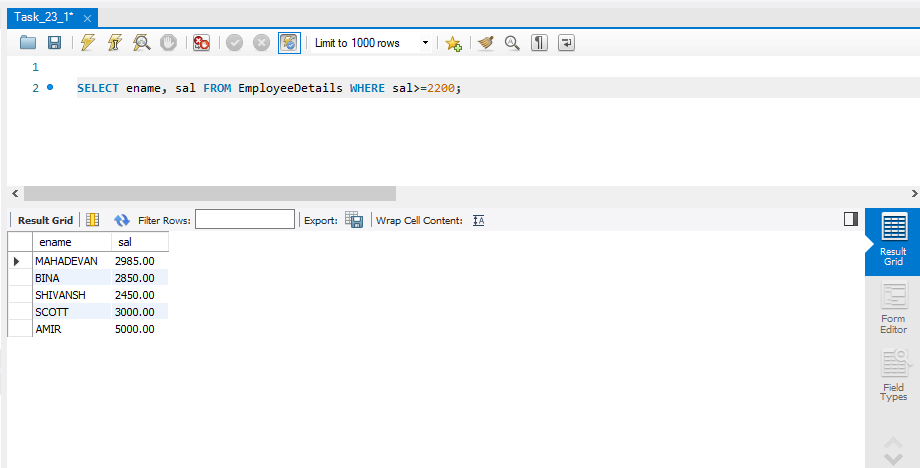 Task_23_1*
Limit to 1000 rows
1
2 SELECT ename, sal FROM EmployeeDetails WHERE sal>=2200;
Result Grid Filter Rows: Export: Wrap Cell Content:
ename sal
MAHADEVAN 2985.00
BINA 2850.00
SHIVANSH 2450.00
SCOTT 3000.00
AMIR 5000.00
Result
Grid
Form
Editor
Field
Types